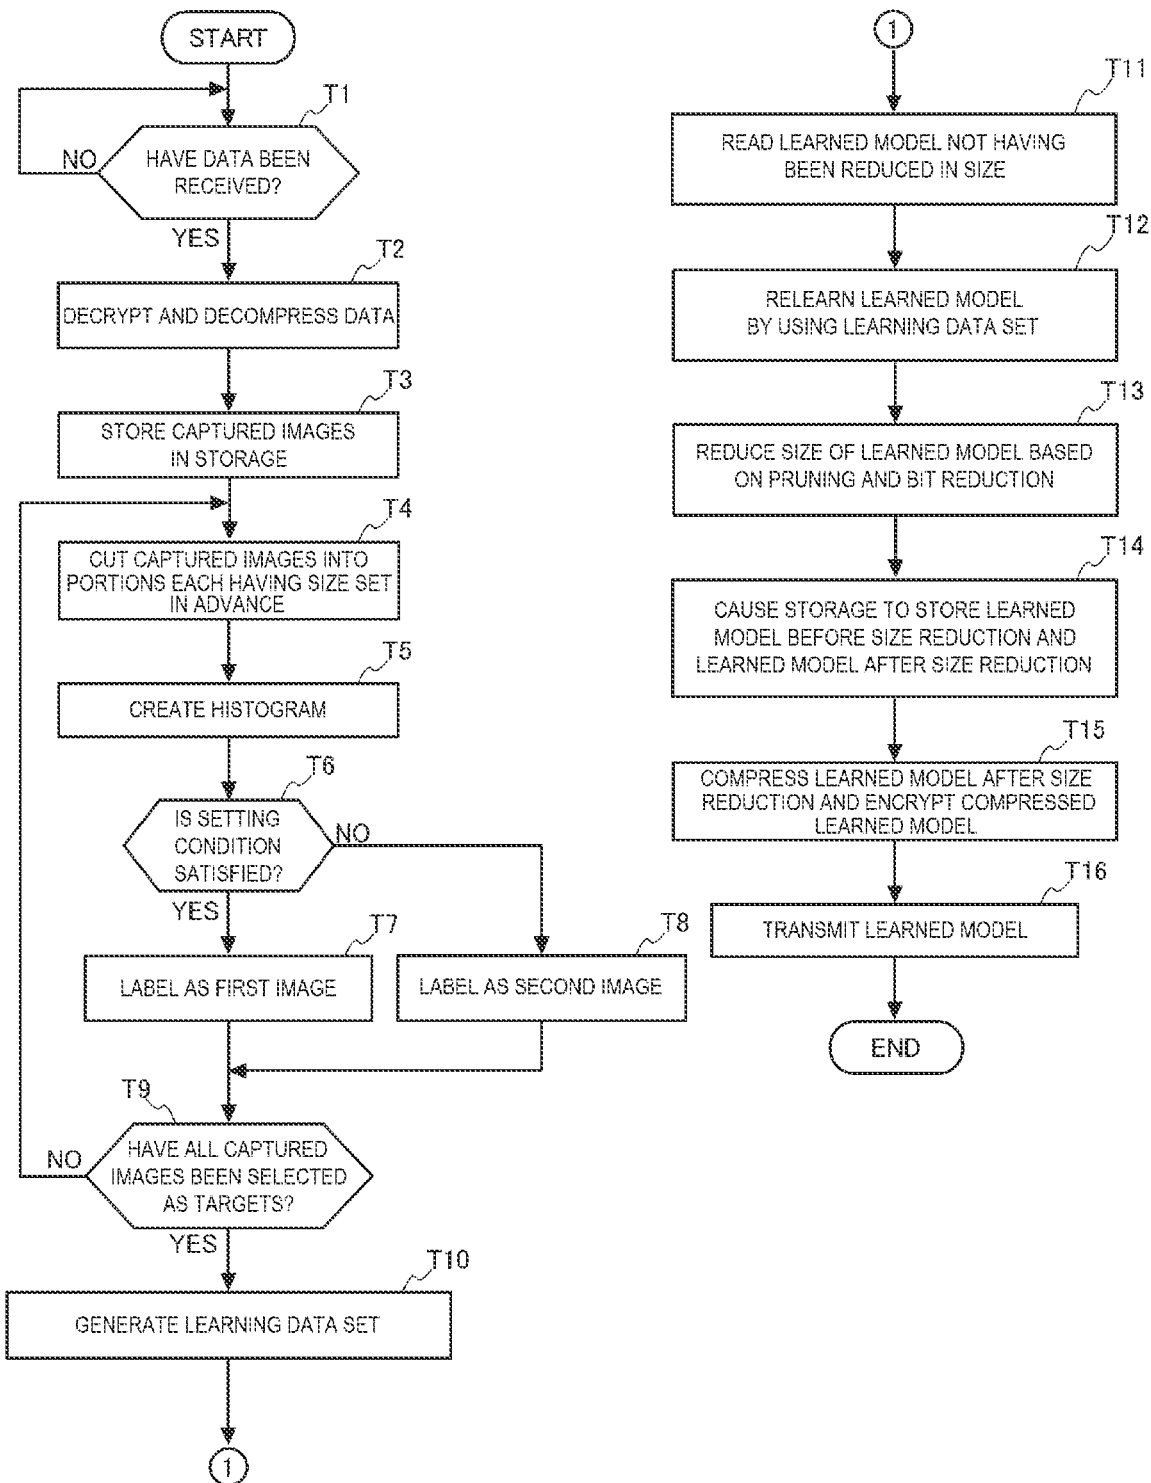 START
T1
HAVE DATA BEEN
RECEIVED?
NO
YES
T2
DECRYPT AND DECOMPRESS DATA
T3
STORE CAPTURED IMAGES
IN STORAGE
T4
CUT CAPTURED IMAGES INTO
PORTIONS EACH HAVING SIZE SET
IN ADVANCE
T5
CREATE HISTOGRAM
T6
IS SETTING
CONDITION
SATISFIED?
NO
YES
T7
LABEL AS FIRST IMAGE
T8
LABEL AS SECOND IMAGE
T9
HAVE ALL CAPTURED
IMAGES BEEN SELECTED
AS TARGETS?
NO
YES
T10
GENERATE LEARNING DATA SET
1
1
T11
READ LEARNED MODEL NOT HAVING
BEEN REDUCED IN SIZE
T12
RELEARN LEARNED MODEL
BY USING LEARNING DATA SET
T13
REDUCE SIZE OF LEARNED MODEL BASED
ON PRUNING AND BIT REDUCTION
T14
CAUSE STORAGE TO STORE LEARNED
MODEL BEFORE SIZE REDUCTION AND
LEARNED MODEL AFTER SIZE REDUCTION
T15
COMPRESS LEARNED MODEL AFTER SIZE
REDUCTION AND ENCRYPT COMPRESSED
LEARNED MODEL
T16
TRANSMIT LEARNED MODEL
END